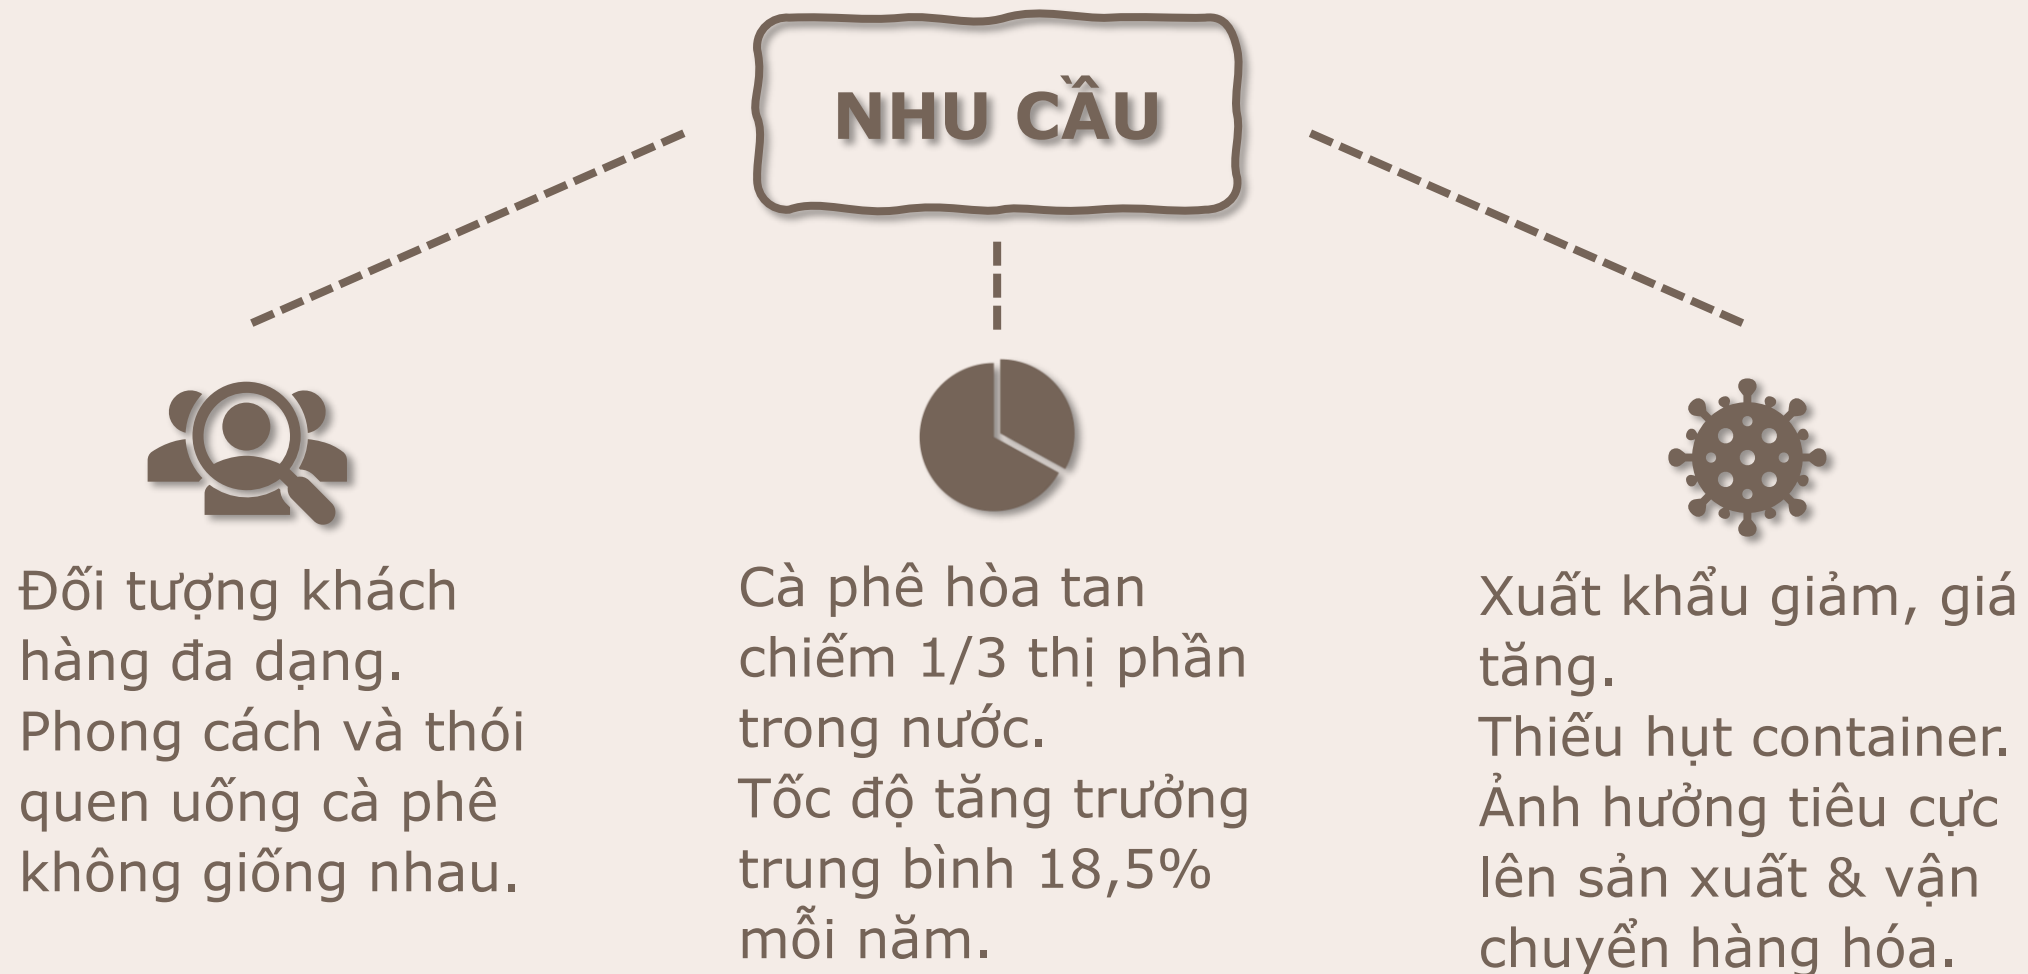 NHU CẦU
Đối tượng khách
hàng đa dạng.
Phong cách và thói
quen uống cà phê
không giống nhau.
Cà phê hòa tan
chiếm 1/3 thị phần
trong nước.
Tốc độ tăng trưởng
trung bình 18,5%
mỗi năm.
Xuất khẩu giảm, giá
tăng.
Thiếu hụt container.
Ảnh hưởng tiêu cực
lên sản xuất & vận
chuyển hàng hóa.